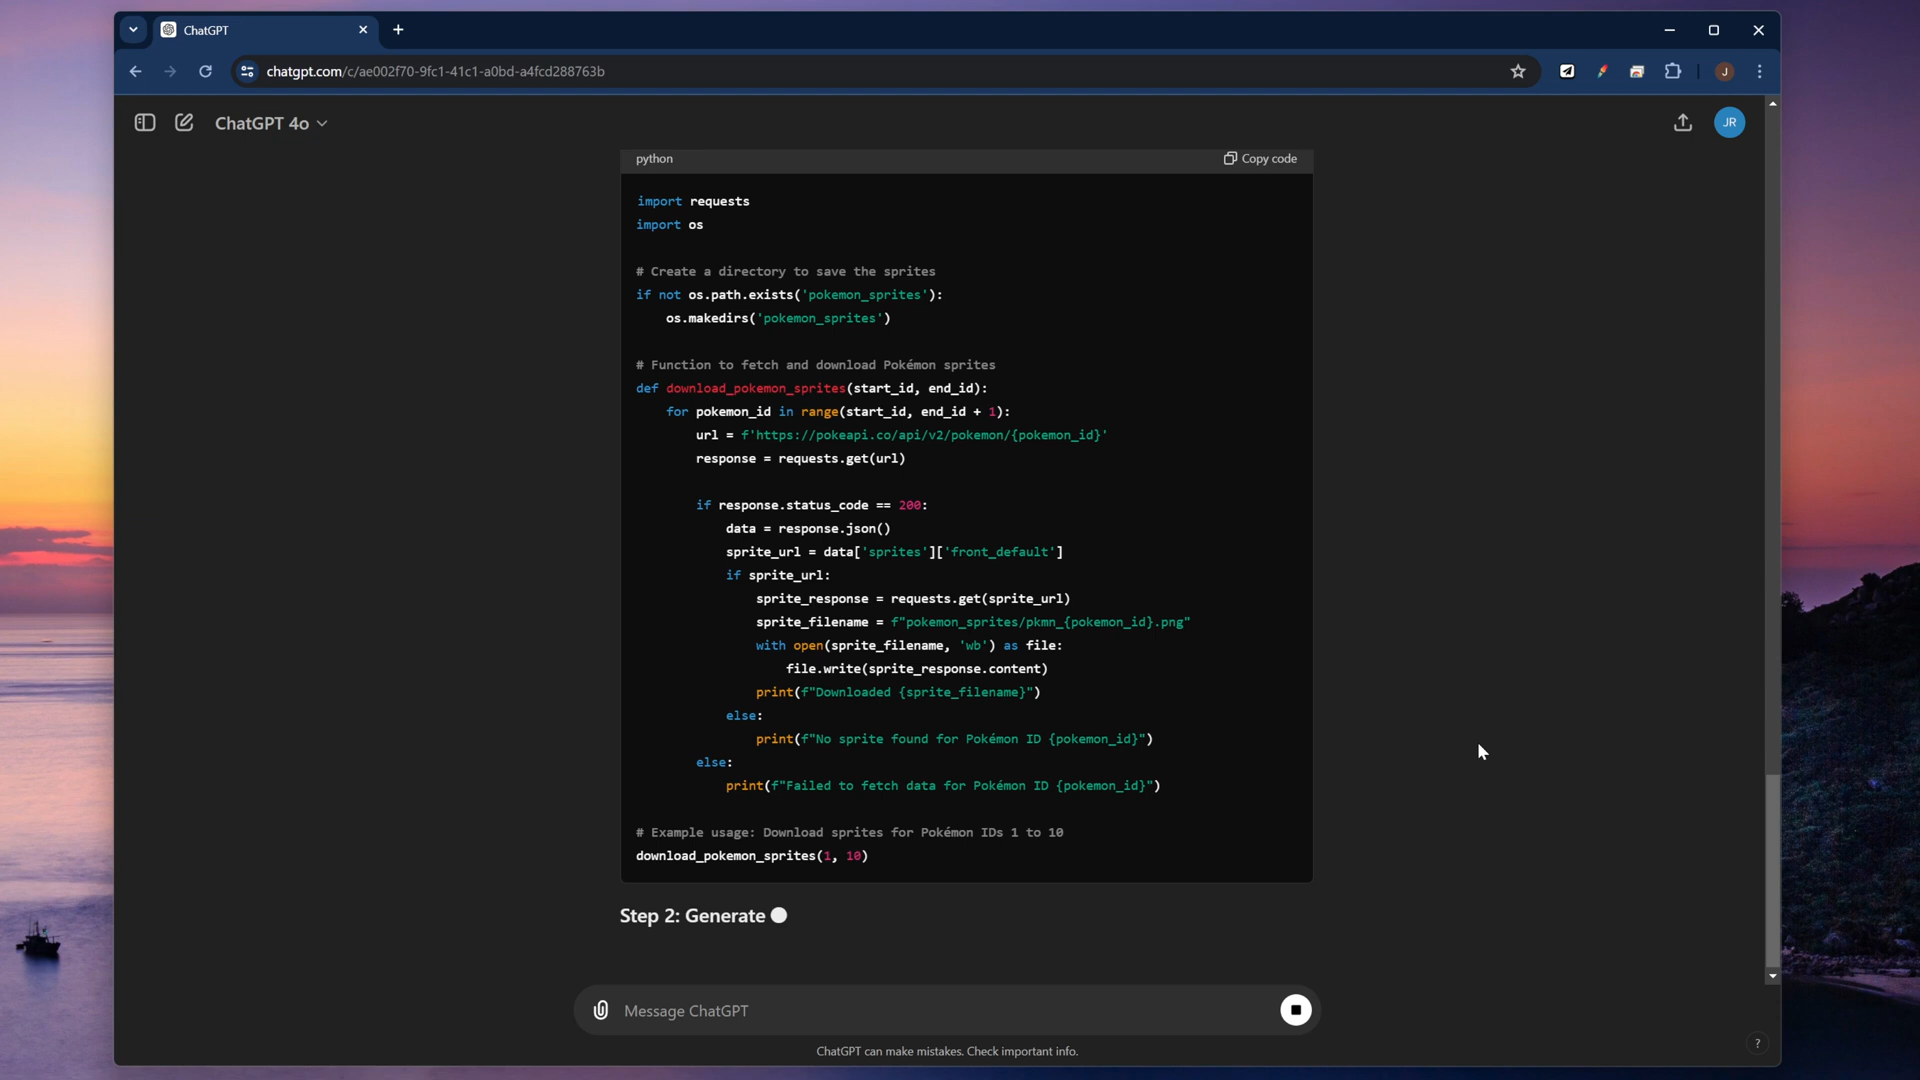 ChatGPT
chatgpt.com/c/ae002f70-9fc1-41c1-a0bd-a4fcd288763b
J
ChatGPT 4o
JR
python
Copy code
import requests
import os
# Create a directory to save the sprites
if not os.path.exists('pokemon_sprites'):
    os.makedirs('pokemon_sprites')
# Function to fetch and download Pokémon sprites
def download_pokemon_sprites(start_id, end_id):
    for pokemon_id in range(start_id, end_id + 1):
        url = f'https://pokeapi.co/api/v2/pokemon/{pokemon_id}'
        response = requests.get(url)
        if response.status_code == 200:
            data = response.json()
            sprite_url = data['sprites']['front_default']
            if sprite_url:
                sprite_response = requests.get(sprite_url)
                sprite_filename = f"pokemon_sprites/pkmn_{pokemon_id}.png"
                with open(sprite_filename, 'wb') as file:
                    file.write(sprite_response.content)
                print(f"Downloaded {sprite_filename}")
            else:
                print(f"No sprite found for Pokémon ID {pokemon_id}")
        else:
            print(f"Failed to fetch data for Pokémon ID {pokemon_id}")
# Example usage: Download sprites for Pokémon IDs 1 to 10
download_pokemon_sprites(1, 10)
Step 2: Generate
Message ChatGPT
ChatGPT can make mistakes. Check important info.
?